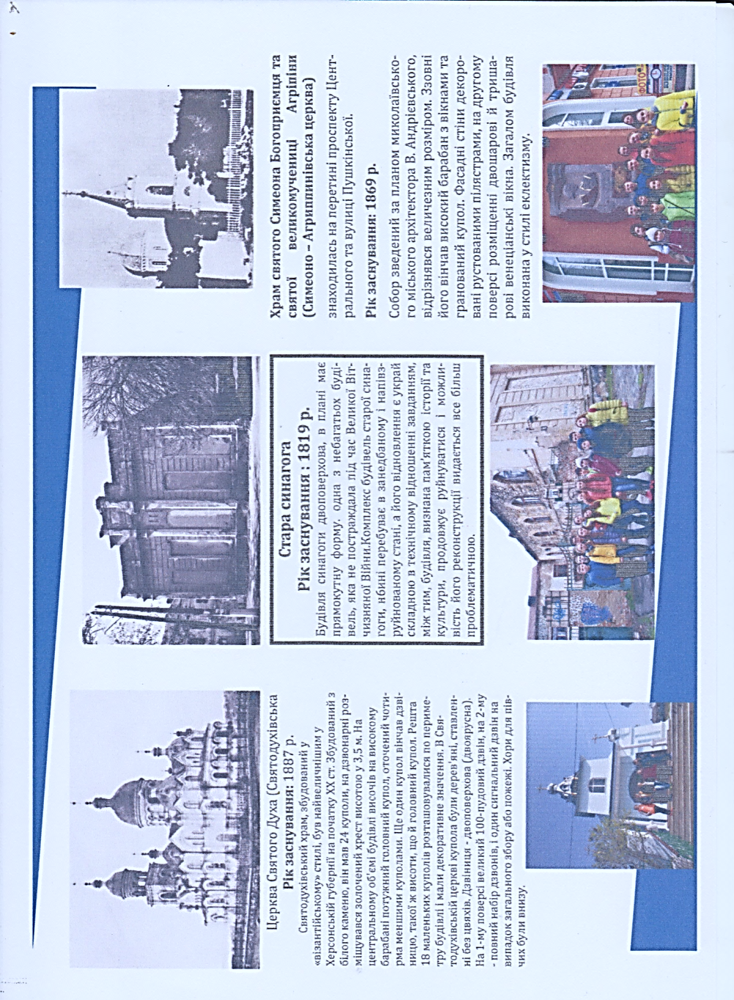 Церква Святого Духа (Святодухівська
Рік заснування: 1887 р.
Святодухівський храм, збудований у
«візантійському» стилі, був найвеличнішим у
Херсонській губернії на початку XX ст. Збудований з
білого каменю, він мав 24 куполи, на дзвонарні роз-
міщувався золочений хрест висотою у 3,5 м. На
центральному об'ємі будівлі височів на високому
барабані потужний головний купол, оточений чоти-
рма меншими куполами. Ще один купол вінчав дзві-
ницю, такої ж висоти, що й головний купол. Решта
18 маленьких куполів розташовувалися по периме-
тру будівлі і мали декоративне значення. В Свя-
тодухівській церкві купола були дерев'яні, ставлен-
ні без цвяхів. Дзвіниця - двоповерхова (двоярусна).
На 1-му поверсі великий 100-пудовий дзвін, на 2-му
- повний набір дзвонів, і один сигнальний дзвін на
випадок загального збору або пожежі. Хори для пів-
чих були внизу.
Стара синагога
Рік заснування : 1819 р.
Будівля синагоги двоповерхова, в плані має
прямокутну форму. одна з небагатьох буді-
вель, яка не постраждала під час Великої Віт-
чизняної Війни.Комплекс будівель старої сина-
гоги, нбині перебуває в занедбаному і напівз-
руйнованому стані, а його відновлення є украй
складною в технічному відношенні завданням,
між тим, будівля, визнана пам'яткою історії та
культури, продовжує руйнуватися і можли-
вість його реконструкції видається все більш
проблематичною.
Храм святого Симеона Богоприємця та
святої великомучениці Агріпіни
(Симеоно – Агриппинівська церква)
знаходилась на перетині проспекту Цент-
рального та вулиці Пушкінської.
Рік заснування: 1869 р.
Собор зведений за планом миколаївсько-
го міського архітектора В. Андрієвського,
відрізнявся величезним розміром. Ззовні
його вінчав високий барабан з вікнами та
гранований купол. Фасадні стіни декоро
вані рустованими пілястрами, на другому
поверсі розміщенні двошарові й триша-
рові венеціанські вікна. Загалом будівля
виконана у стилі еклектизму.
ФОТО